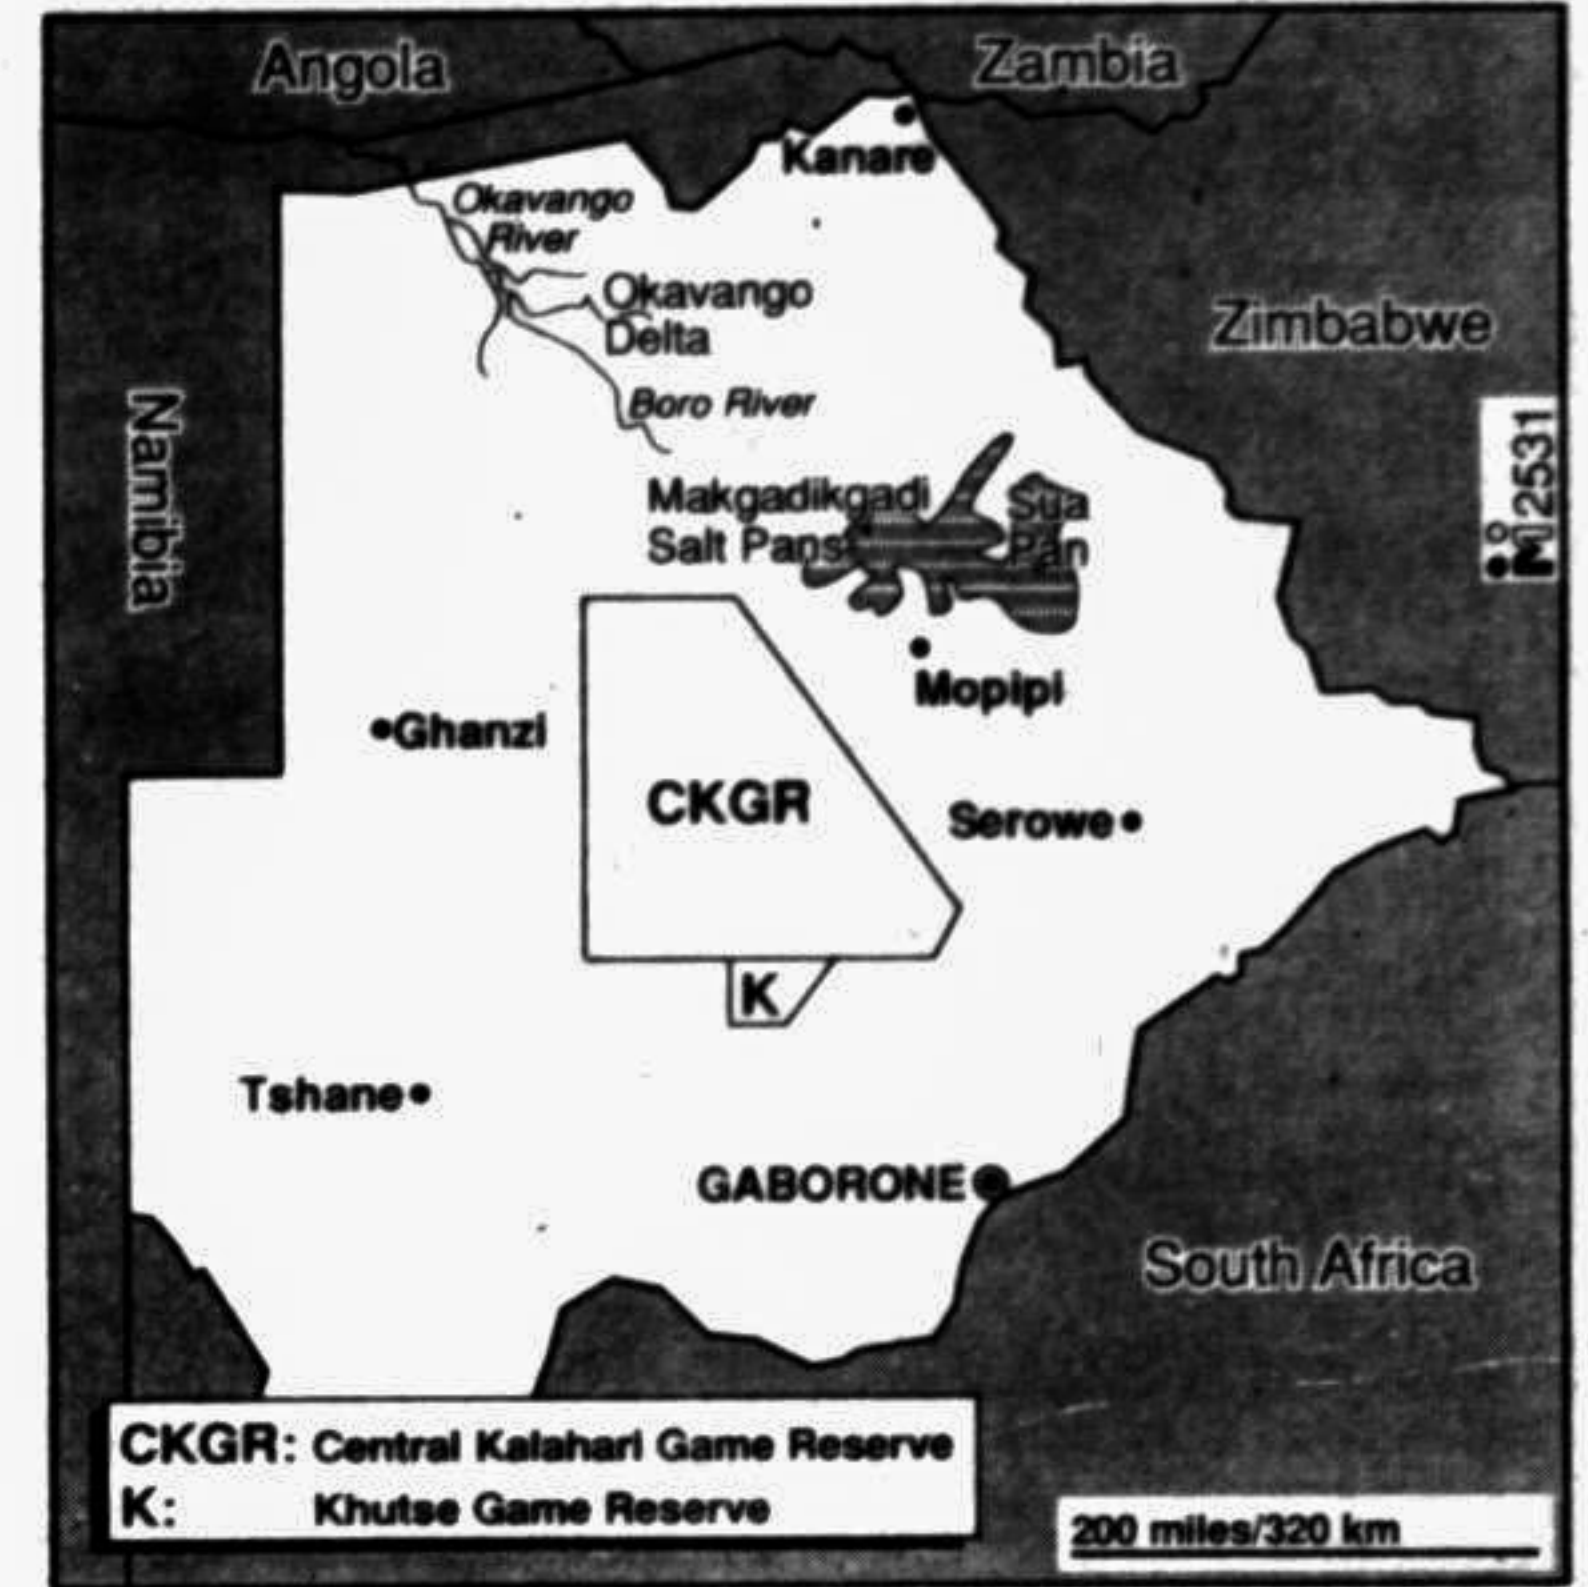 Angola
Zambia
Kanare
Okavango
River
Okavango
Delta
Zimbabwe
Boro River
Namibia
Makgadikgadi
Salt Pans
Sua
Pan
M2531
Mopipi
Ghanzi
CKGR
Serowe
K
Tshane
GABORONE
South Africa
CKGR: Central Kalahari Game Reserve
K: Khutse Game Reserve
200 miles/320 km